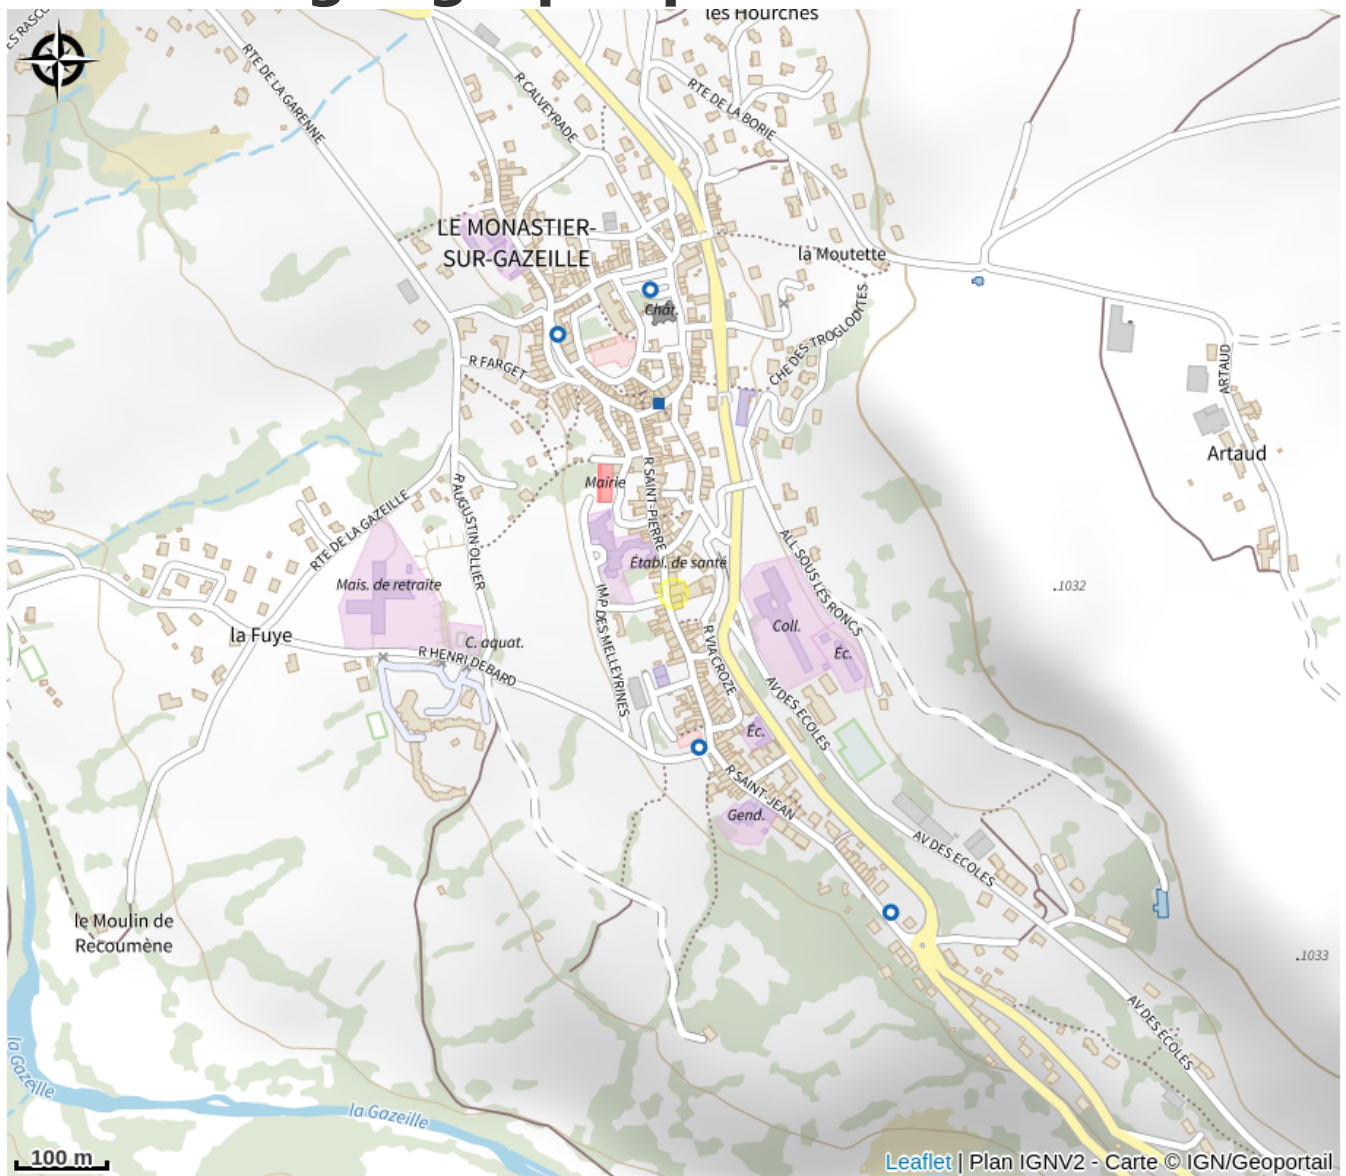 les Hourches
RTE DE LA GARENNE
R CALVEYRADE
RTE DE LA BORIE
LE MONASTIER-
SUR-GAZEILLE
la Moutette
Chât.
CHE DES TROGLODYTES
R FARGET
ARTAUD
Artaud
Mairie
R SAINT-PIERRE
RTE DE LA GAZEILLE
R AUGUSTIN OLLIER
Établ. de santé
ALL SOUS LES RONCS
Mais. de retraite
.1032
IMP DES MELLEYRINES
Coll.
la Fuye
C. aquat.
R HENRI DEBARD
R VIA CROZE
Éc.
AV DES ECOLES
Éc.
R SAINT-JEAN
Gend.
AV DES ECOLES
le Moulin de
Recoumène
.1033
AV DES ECOLES
la Gazeille
la Gazeille
100 m
Leaflet | Plan IGNV2 - Carte © IGN/Geoportail